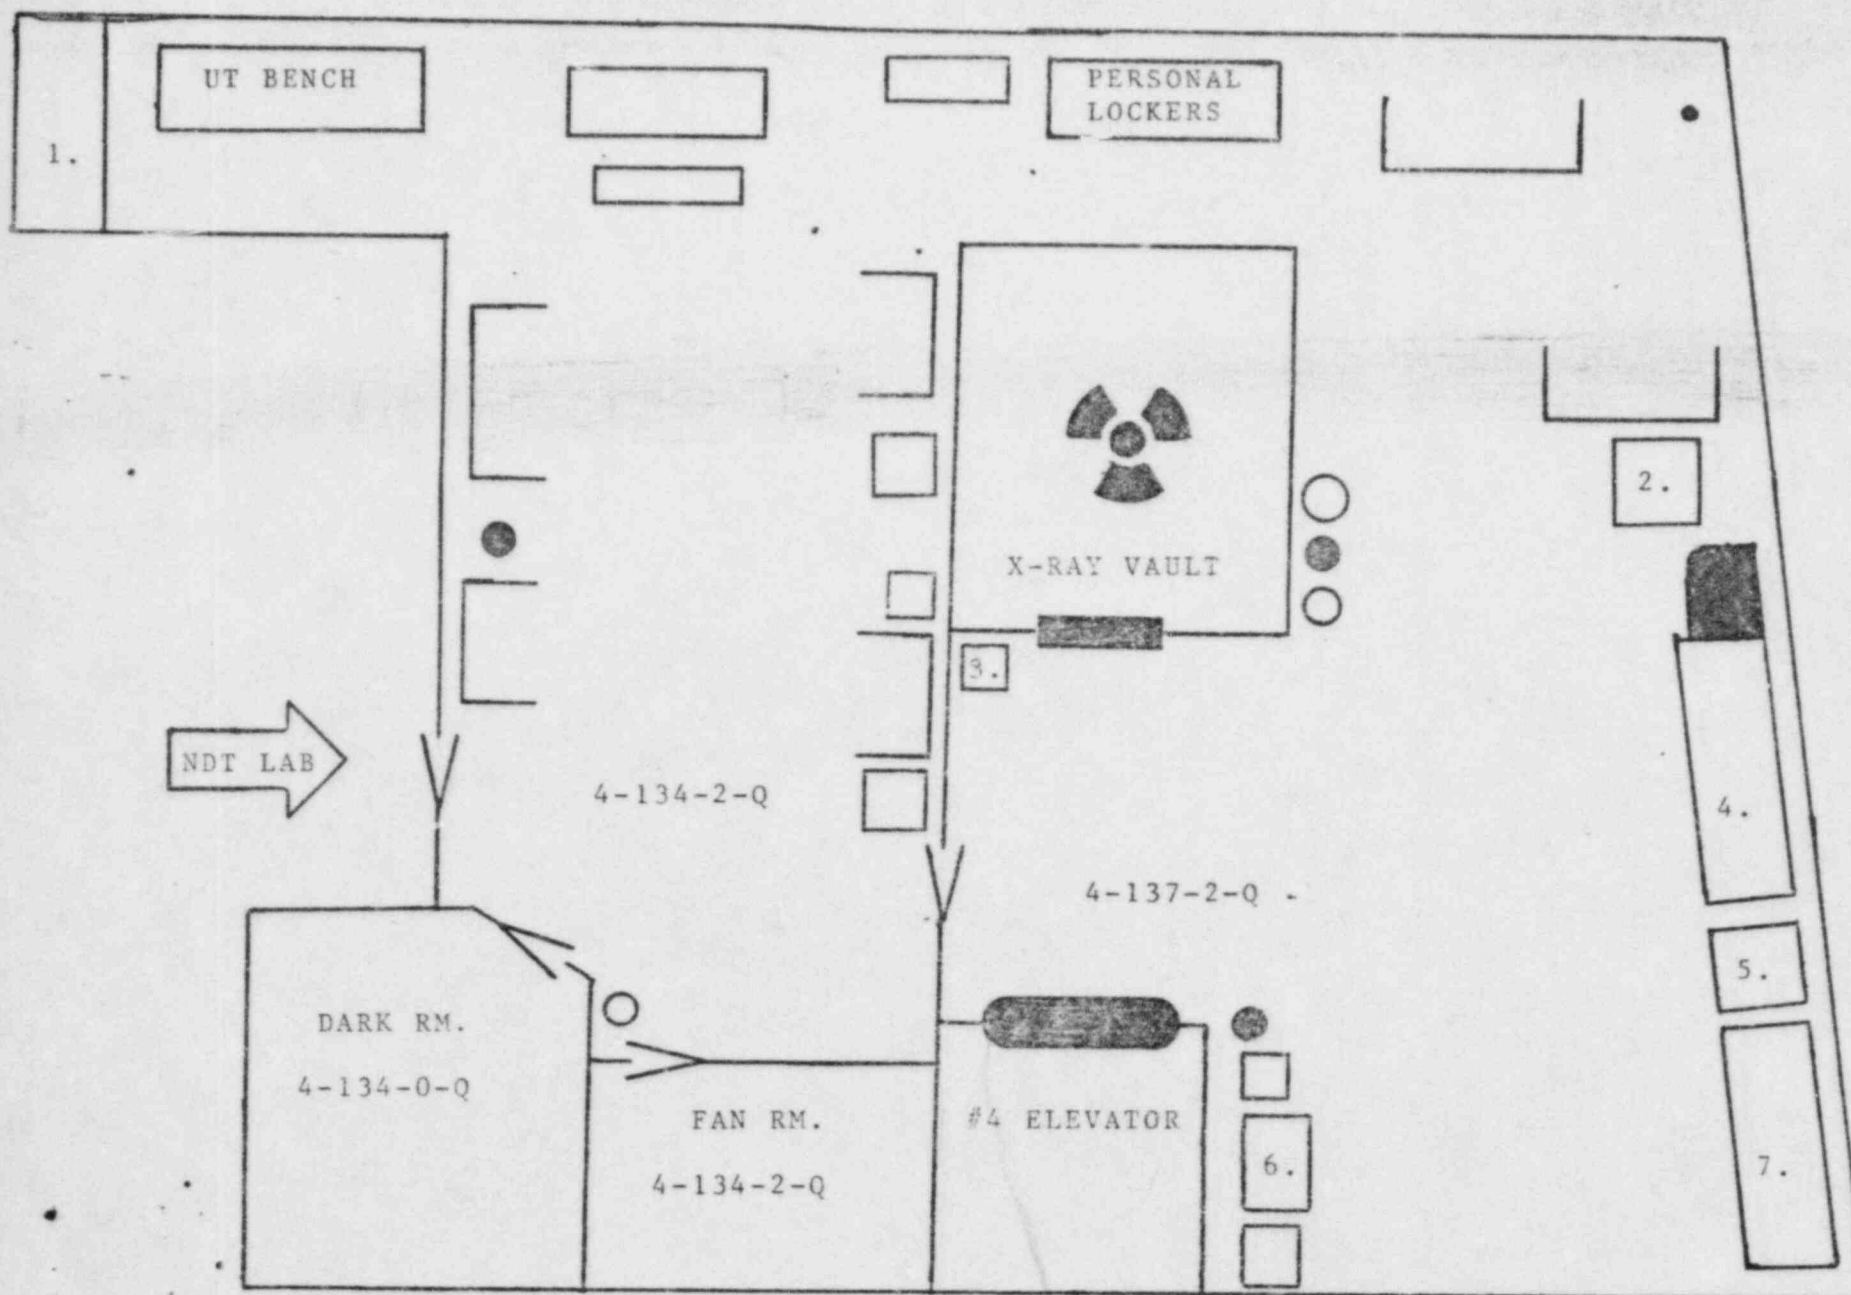 UT BENCH
PERSONAL
LOCKERS
1.
2.
X-RAY VAULT
3.
NDT LAB
4-134-2-Q
4.
4-137-2-Q
5.
DARK RM.
4-134-0-Q
FAN RM.
4-134-2-Q
#4 ELEVATOR
6.
7.